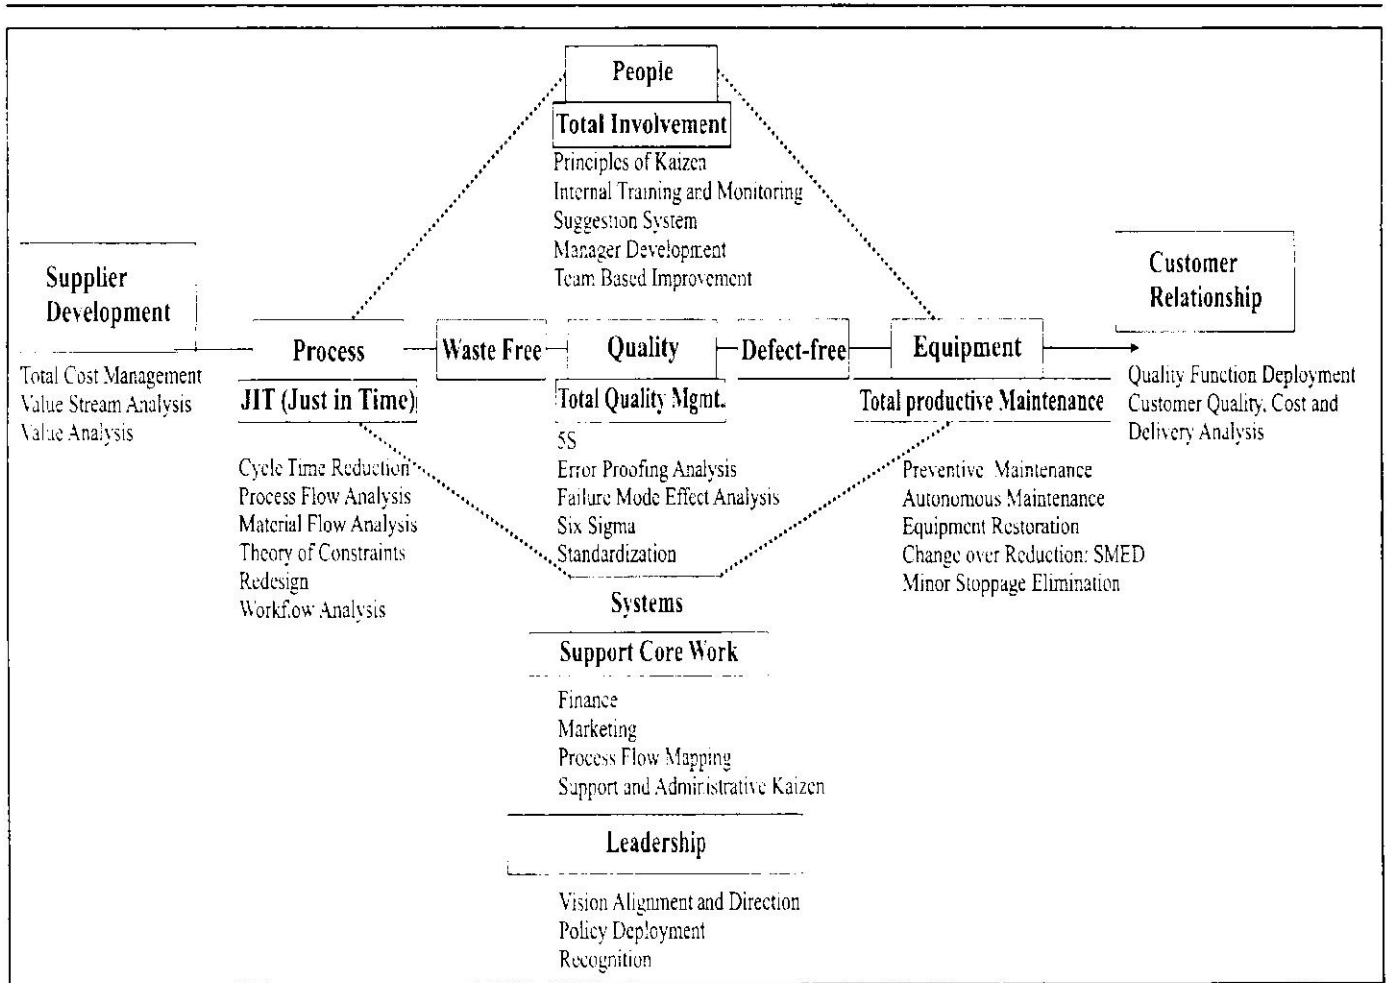 People
Total Involvement
Principles of Kaizen
Internal Training and Monitoring
Suggestion System
Manager Development
Team Based Improvement
Supplier
Development
Total Cost Management
Value Stream Analysis
Value Analysis
Process
JIT (Just in Time)
Cycle Time Reduction
Process Flow Analysis
Material Flow Analysis
Theory of Constraints
Redesign
Workflow Analysis
Waste Free
Quality
Total Quality Mgmt.
5S
Error Proofing Analysis
Failure Mode Effect Analysis
Six Sigma
Standardization
Defect-free
Equipment
Total productive Maintenance
Preventive Maintenance
Autonomous Maintenance
Equipment Restoration
Change over Reduction: SMED
Minor Stoppage Elimination
Customer
Relationship
Quality Function Deployment
Customer Quality, Cost and
Delivery Analysis
Systems
Support Core Work
Finance
Marketing
Process Flow Mapping
Support and Administrative Kaizen
Leadership
Vision Alignment and Direction
Policy Deployment
Recognition